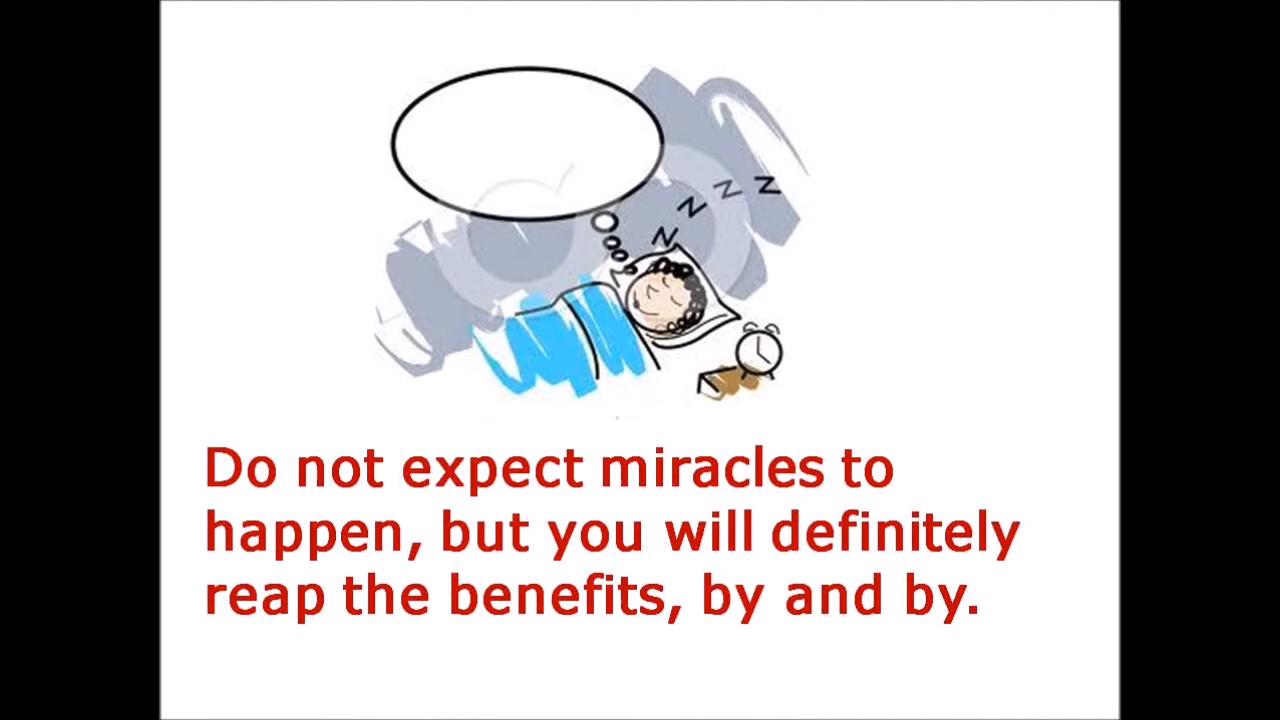 z z z z
Do not expect miracles to
happen, but you will definitely
reap the benefits, by and by.